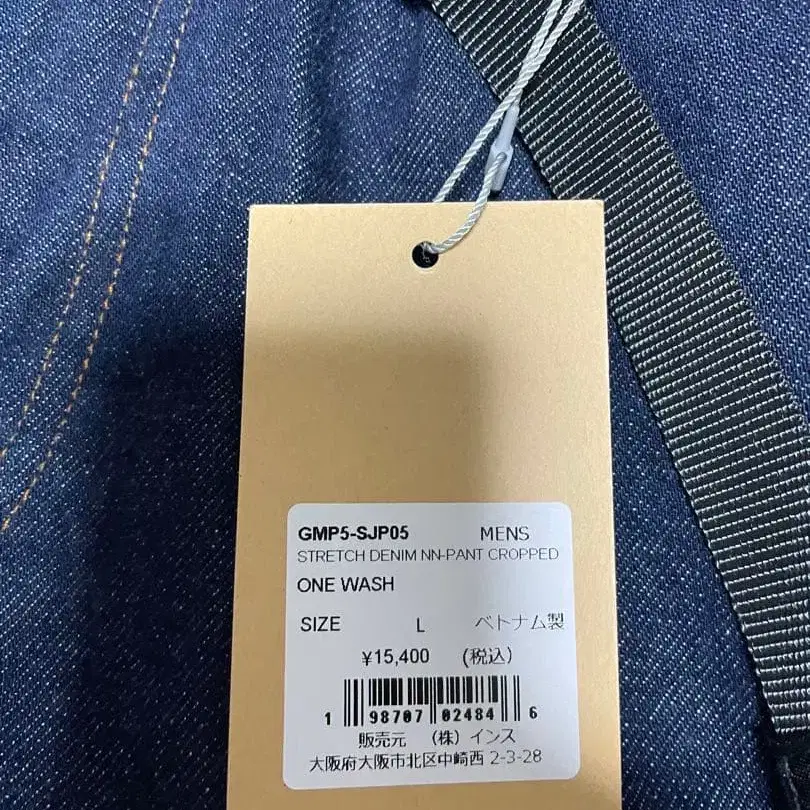 GMP5-SJP05 MENS
STRETCH DENIM NN-PANT CROPPED
ONE WASH
SIZE L ベトナム製
¥15,400 (税込)
1 98707 02484 6
販売元 (株) インス
大阪府大阪市北区中崎西 2-3-28